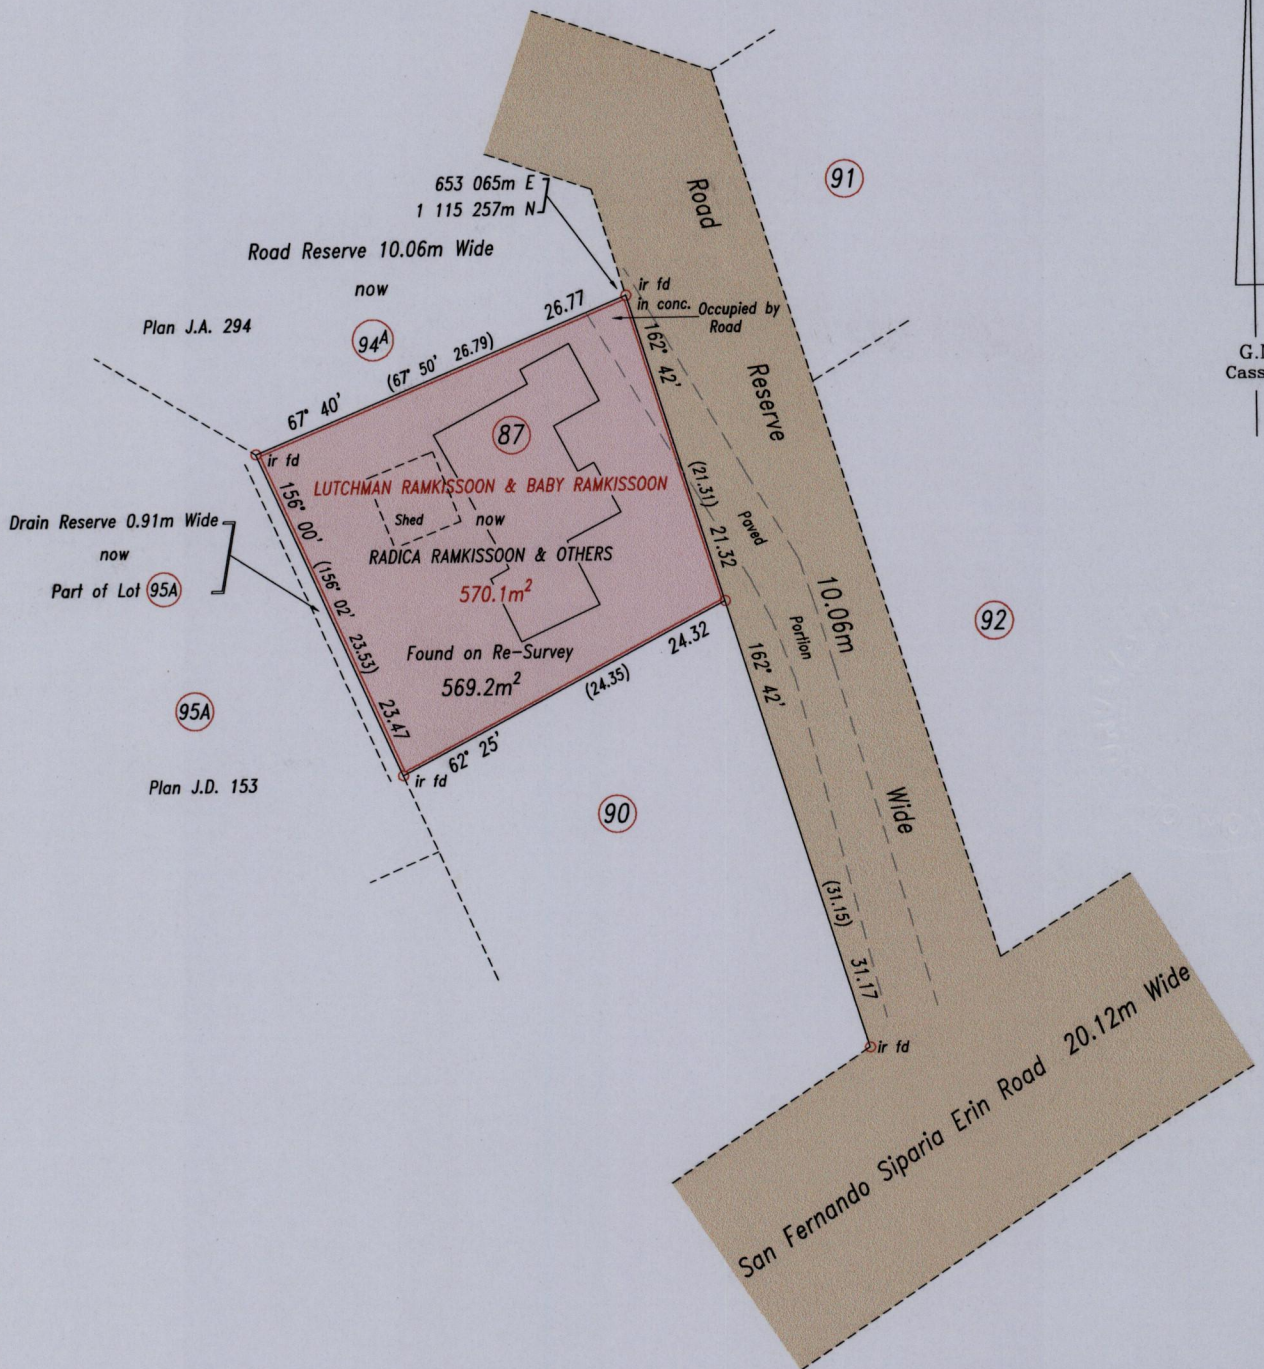 91
653 065m E
1 115 257m N
Road Reserve 10.06m Wide
now
Plan J.A. 294
94A
Road
Reserve
10.06m
Wide
ir fd
in conc.
Occupied by
Road
G.
Cass
67° 40'
(67° 50' 26.79)
26.77
162° 42'
(21.31)
21.32
87
ir fd
LUTCHMAN RAMKISSOON & BABY RAMKISSOON
Shed
now
RADICA RAMKISSOON & OTHERS
570.1m²
Found on Re-Survey
569.2m²
156° 00'
(156° 02' 23.53)
23.47
Drain Reserve 0.91m Wide
now
Part of Lot 95A
95A
Plan J.D. 153
ir fd
62° 25'
(24.35)
24.32
Paved
Portion
162° 42'
92
90
(31.15)
31.17
ir fd
San Fernando Siparia Erin Road 20.12m Wide